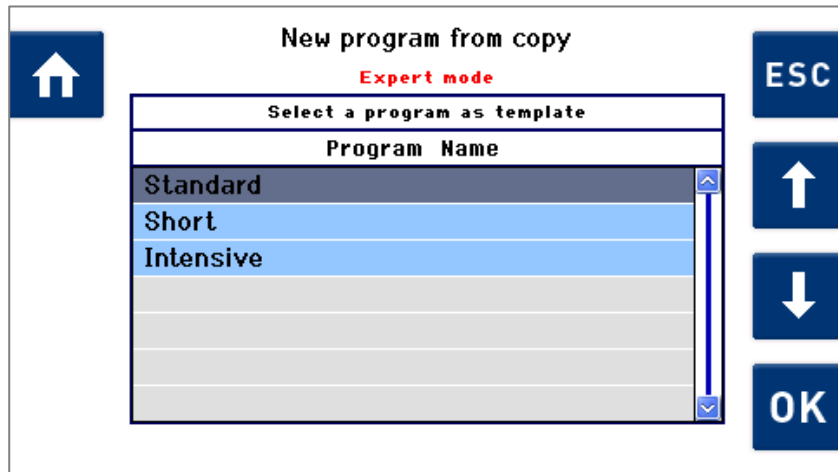 New program from copy
Expert mode
ESC
Select a program as template
Program Name
Standard
Short
Intensive
OK